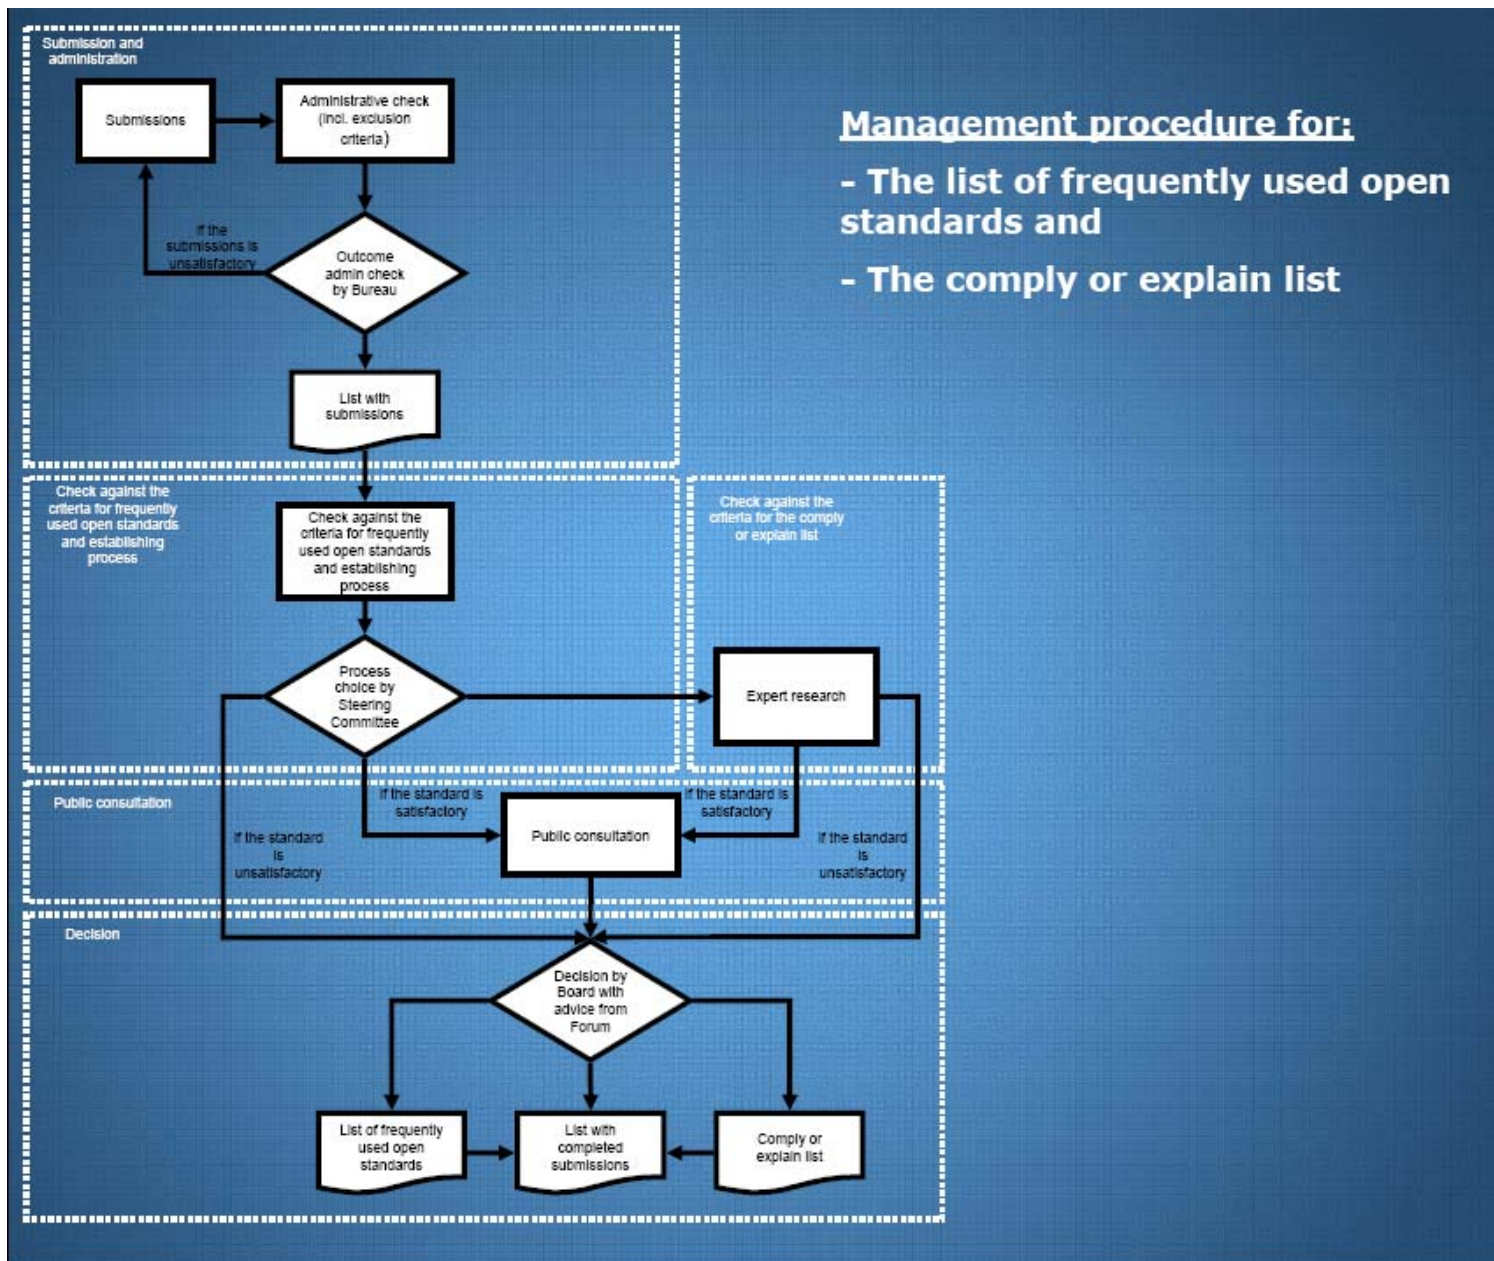 Submission and
administration
Submissions
Administrative check
(incl. exclusion
criteria)
If the
submissions is
unsatisfactory
Outcome
admin check
by Bureau
List with
submissions
Management procedure for:
- The list of frequently used open
standards and
- The comply or explain list
Check against the
criteria for frequently
used open standards
and establishing
process
Check against the
criteria for frequently
used open standards
and establishing
process
Check against the
criteria for the comply
or explain list
Process
choice by
Steering
Committee
Expert research
Public consultation
If the standard is
satisfactory
If the standard is
satisfactory
If the standard
is
unsatisfactory
Public consultation
If the standard
is
unsatisfactory
Decision
Decision by
Board with
advice from
Forum
List of frequently
used open
standards
List with
completed
submissions
Comply or
explain list